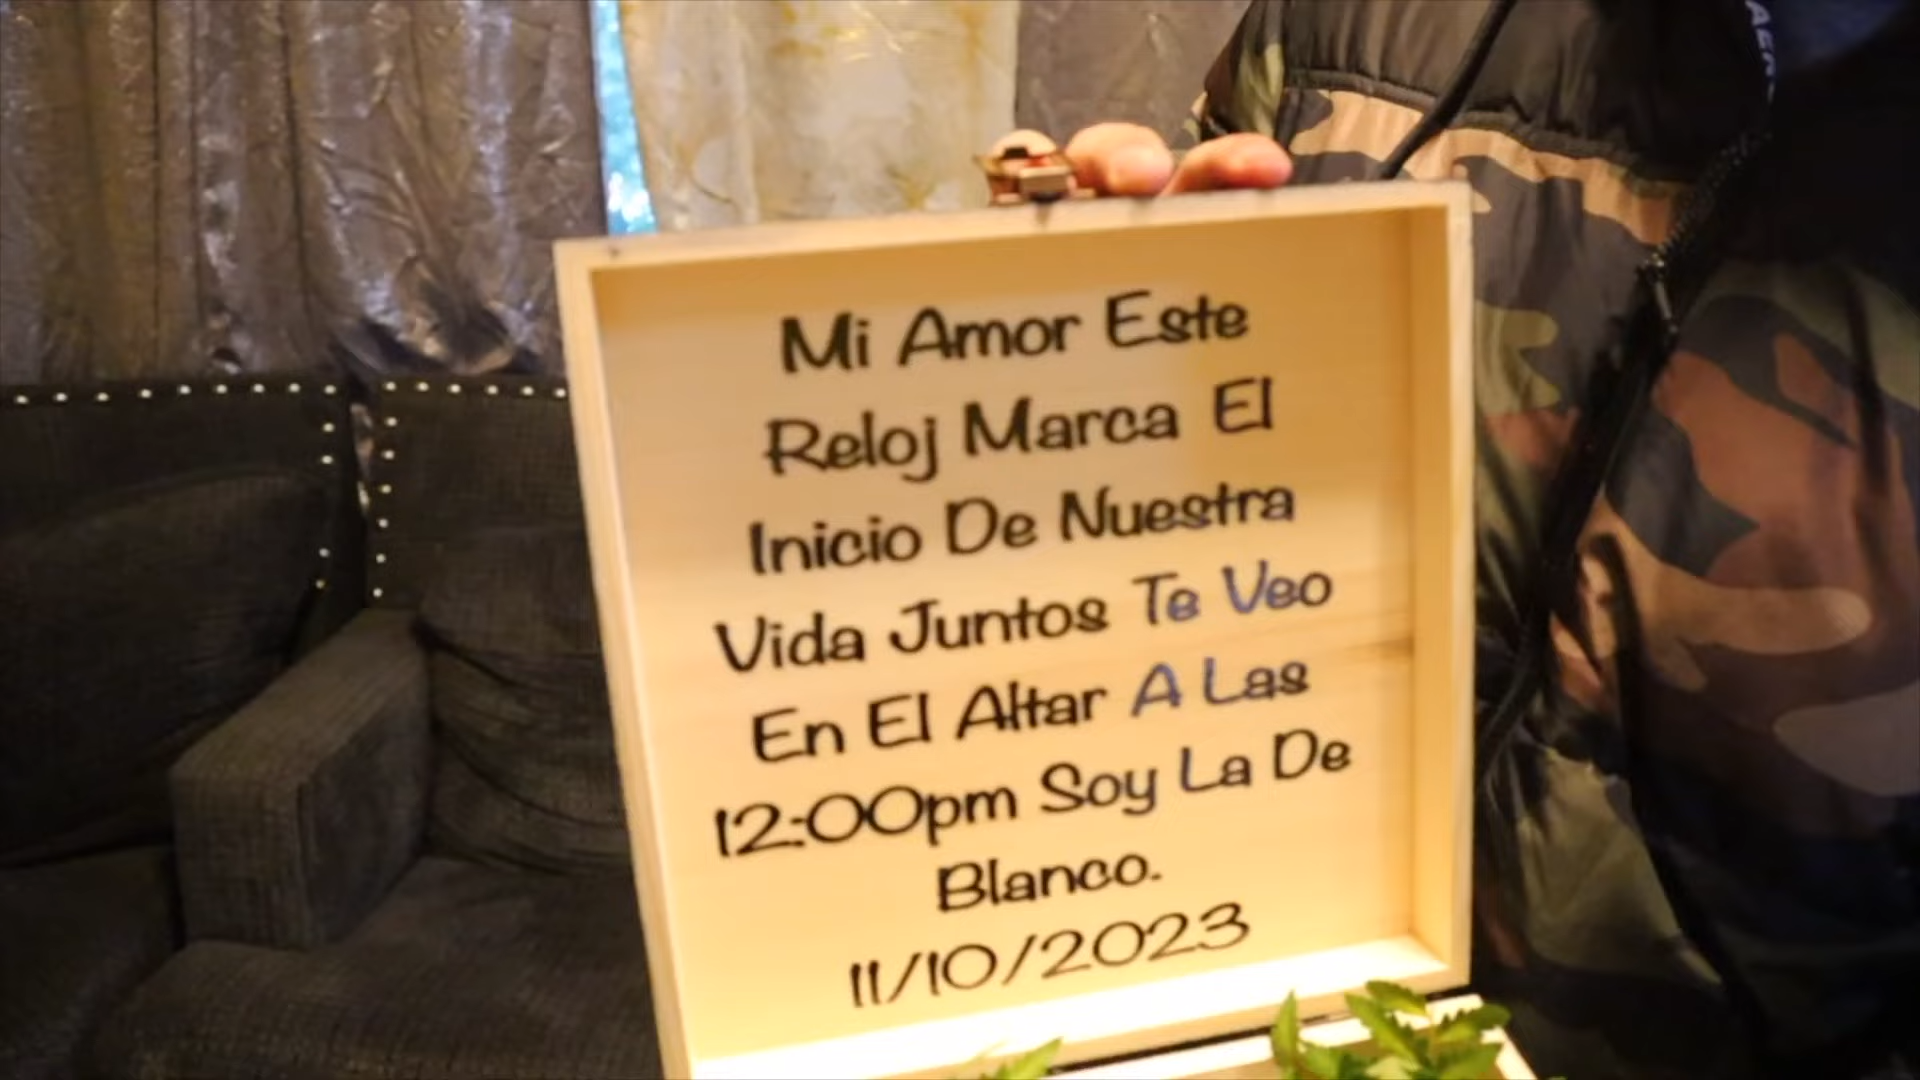 Mi Amor Este
Reloj Marca El
Inicio De Nuestra
Vida Juntos Te Veo
En El Altar A Las
12:00pm Soy La De
Blanco.
11/10/2023